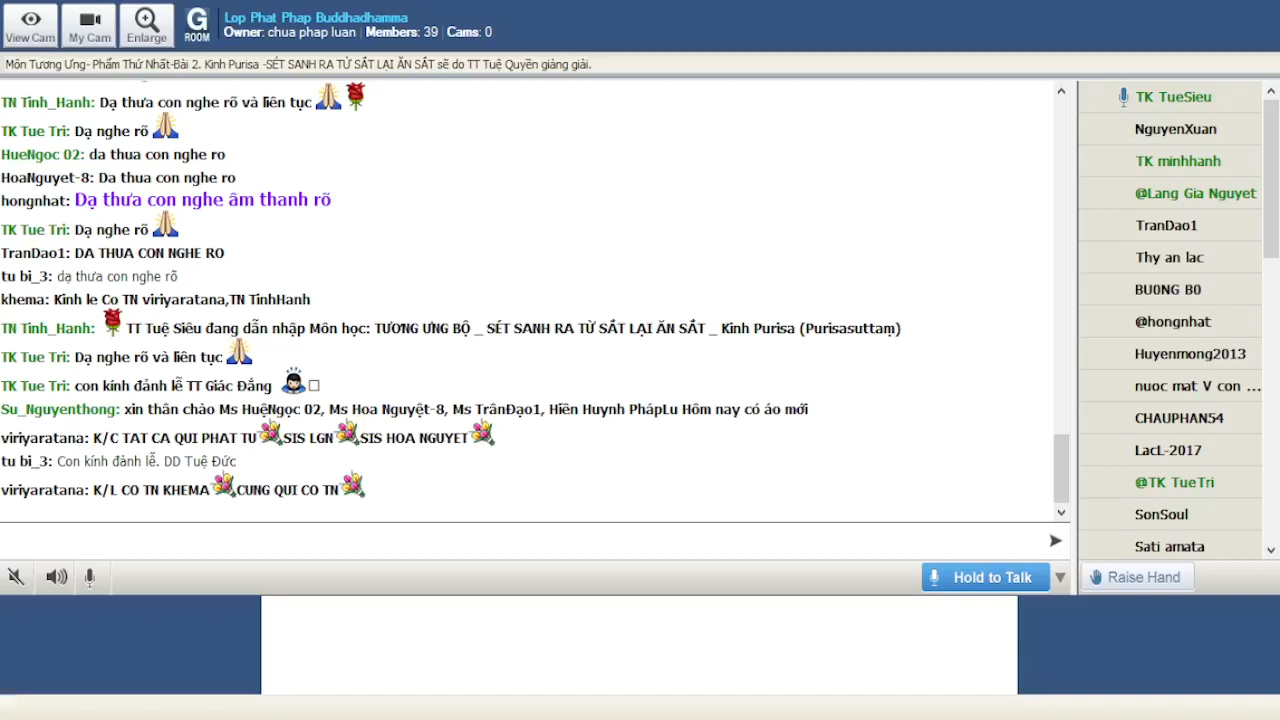 View Cam
My Cam
Enlarge
G
ROOM
Lop Phat Phap Buddhadhamma
Owner: chua phap luan | Members: 39 | Cams: 0
Môn Tương Ưng- Phẩm Thứ Nhất-Bài 2. Kinh Purisa -SÉT SANH RA TỪ SẮT LẠI ĂN SẮT sẽ do TT Tuệ Quyền giảng giải.
TN Tinh_Hanh: Dạ thưa con nghe rõ và liên tục
TK Tue Tri: Dạ nghe rõ
HueNgoc 02: da thua con nghe ro
HoaNguyet-8: Da thua con nghe ro
hongnhat: Dạ thưa con nghe âm thanh rõ
TK Tue Tri: Dạ nghe rõ
TranDao1: DA THUA CON NGHE RO
tu bi_3: dạ thưa con nghe rõ
khema: Kinh le Co TN viriyaratana,TN TinhHanh
TN Tinh_Hanh: TT Tuệ Siêu đang dẫn nhập Môn học: TƯƠNG ƯNG BỘ _ SÉT SANH RA TỪ SẮT LẠI ĂN SẮT _ Kinh Purisa (Purisasuttaṃ)
TK Tue Tri: Dạ nghe rõ và liên tục
TK Tue Tri: con kính đảnh lễ TT Giác Đẳng
Su_Nguyenthong: xin thân chào Ms HuệNgọc 02, Ms Hoa Nguyệt-8, Ms TrânĐạo1, Hiền Huynh PhápLu Hôm nay có áo mới
viriyaratana: K/C TAT CA QUI PHAT TU SIS LGN SIS HOA NGUYET
tu bi_3: Con kính đảnh lễ. DD Tuệ Đức
viriyaratana: K/L CO TN KHEMA CUNG QUI CO TN
Hold to Talk
TK TueSieu
NguyenXuan
TK minhhanh
@Lang Gia Nguyet
TranDao1
Thy an lac
BU0NG B0
@hongnhat
Huyenmong2013
nuoc mat V con ...
CHAUPHAN54
LacL-2017
@TK TueTri
SonSoul
Sati amata
Raise Hand